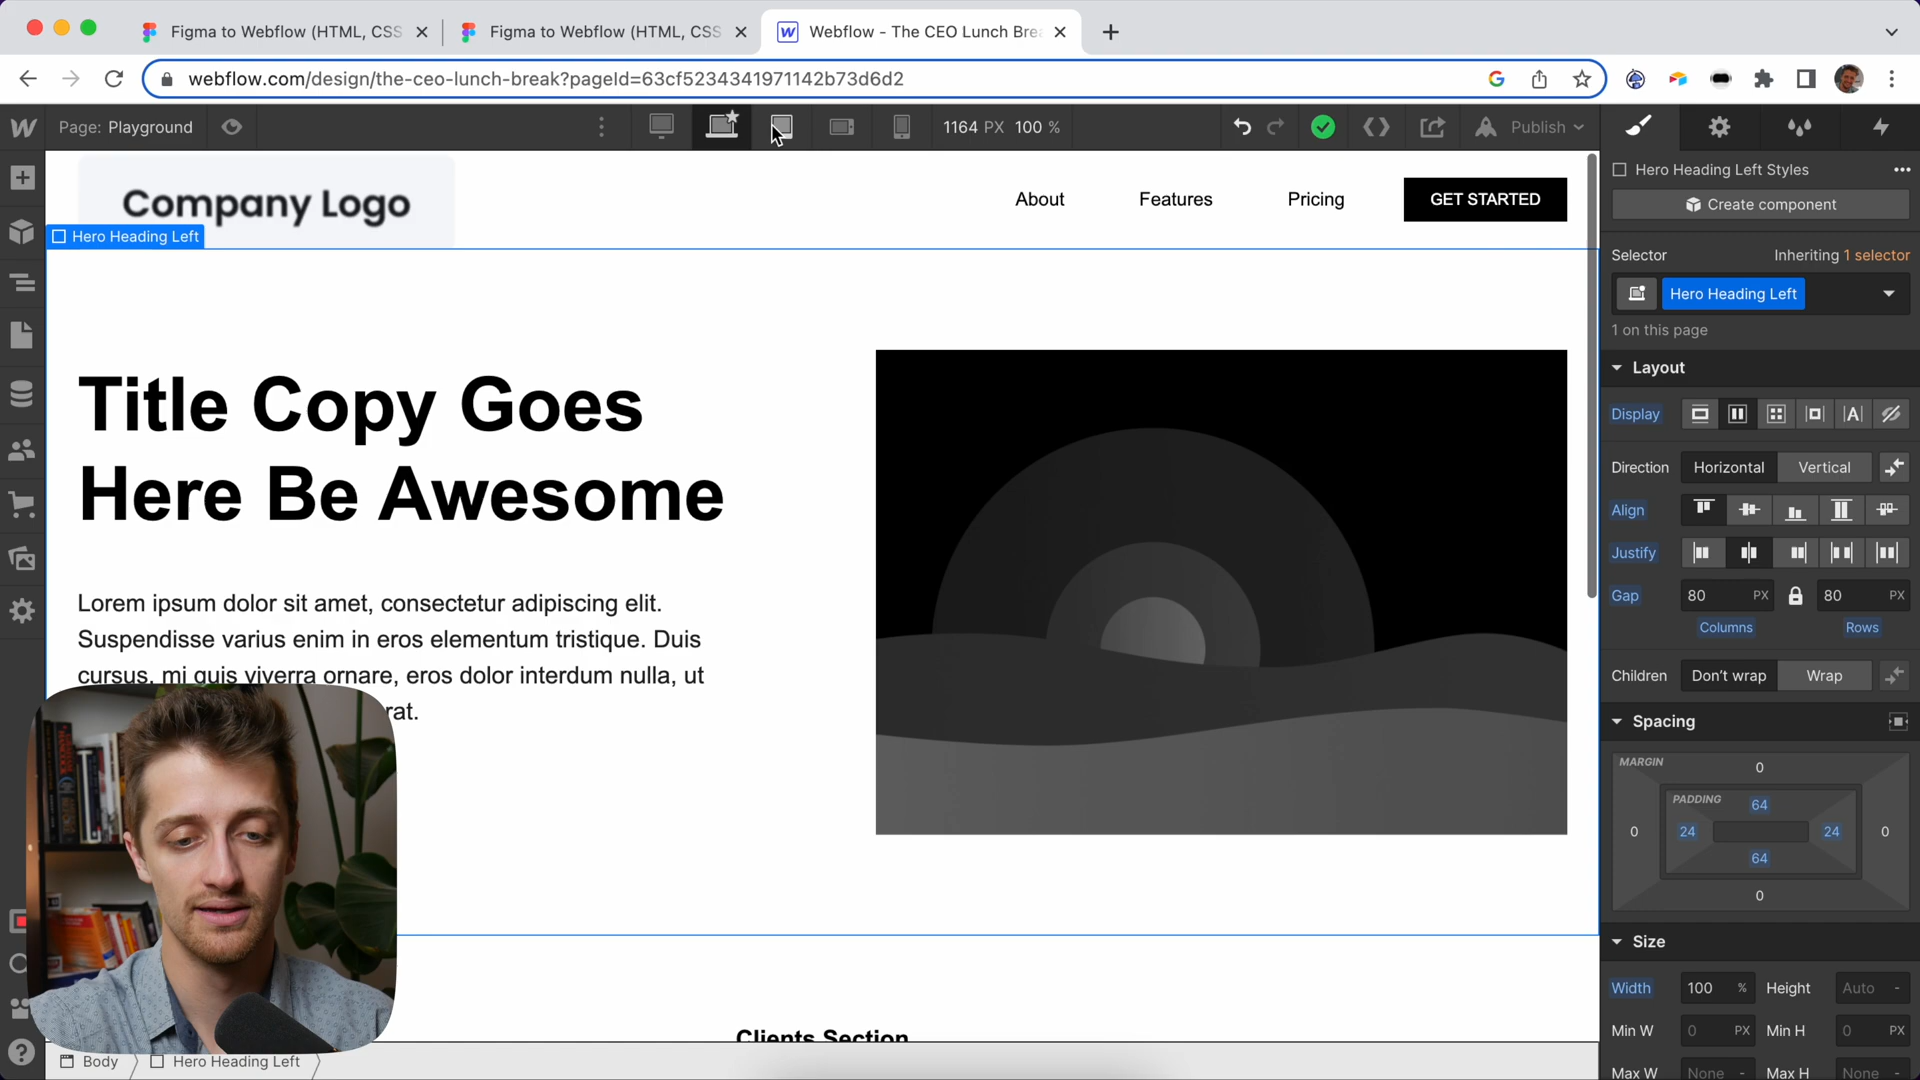 Figma to Webflow (HTML, CSS
Figma to Webflow (HTML, CSS
Webflow - The CEO Lunch Brea
webflow.com/design/the-ceo-lunch-break?pageId=63cf5234341971142b73d6d2
Page: Playground
1164 PX 100 %
Publish
Company Logo
About
Features
Pricing
GET STARTED
Hero Heading Left
Title Copy Goes
Here Be Awesome
Lorem ipsum dolor sit amet, consectetur adipiscing elit.
Suspendisse varius enim in eros elementum tristique. Duis
cursus, mi quis viverra ornare, eros dolor interdum nulla, ut
rat.
Clients Section
Body
Hero Heading Left
Hero Heading Left Styles
Create component
Selector
Inheriting 1 selector
Hero Heading Left
1 on this page
Layout
Display
Direction
Horizontal
Vertical
Align
Justify
Gap
80 PX
80 PX
Columns
Rows
Children
Don't wrap
Wrap
Spacing
MARGIN
0
PADDING
64
0
24
24
0
64
0
Size
Width
100 %
Height
Auto -
Min W
0 PX
Min H
0 PX
Max W
None -
Max H
None -